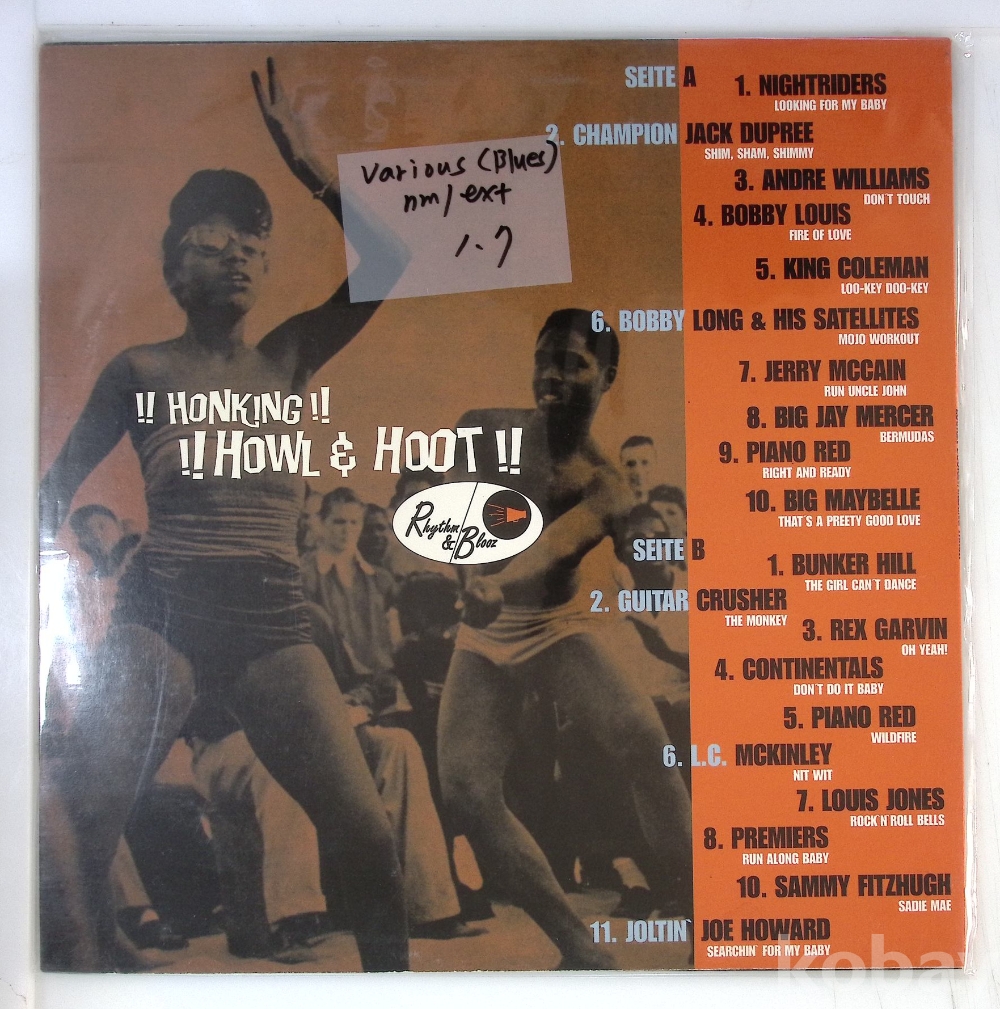 SEITE A
1. NIGHTRIDERS
LOOKING FOR MY BABY
2. CHAMPION JACK DUPREE
SHIM, SHAM, SHIMMY
3. ANDRE WILLIAMS
DON`T TOUCH
4. BOBBY LOUIS
FIRE OF LOVE
5. KING COLEMAN
LOO-KEY DOO-KEY
6. BOBBY LONG & HIS SATELLITES
MOJO WORKOUT
7. JERRY MCCAIN
RUN UNCLE JOHN
8. BIG JAY MERCER
BERMUDAS
9. PIANO RED
RIGHT AND READY
10. BIG MAYBELLE
THAT`S A PREETY GOOD LOVE
SEITE B
1. BUNKER HILL
THE GIRL CAN`T DANCE
2. GUITAR CRUSHER
THE MONKEY
3. REX GARVIN
OH YEAH!
4. CONTINENTALS
DON`T DO IT BABY
5. PIANO RED
WILDFIRE
6. L.C. MCKINLEY
NIT WIT
7. LOUIS JONES
ROCK`N`ROLL BELLS
8. PREMIERS
RUN ALONG BABY
10. SAMMY FITZHUGH
SADIE MAE
11. JOLTIN` JOE HOWARD
SEARCHIN` FOR MY BABY
Various (Blues)
nm/ext
1.7
!! HONKING !!
!! HOWL & HOOT !!
Rhythm
& Blooz
kobay